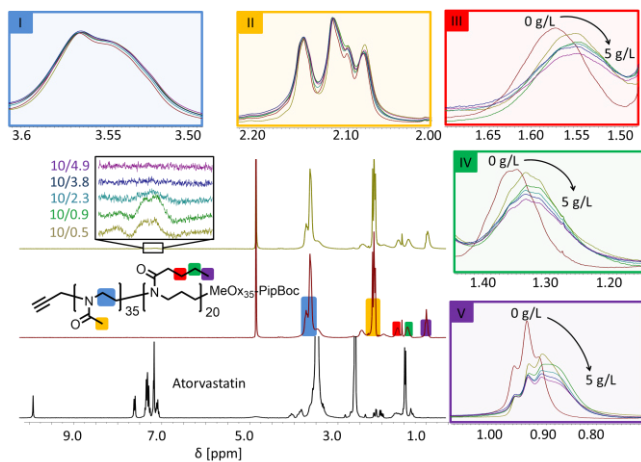 I
3.6 3.55 3.50
II
2.20 2.10 2.00
III
0 g/L
5 g/L
1.65 1.55 1.50
10/4.9
10/3.8
10/2.3
10/0.9
10/0.5
IV
0 g/L
5 g/L
1.40 1.30 1.20
O
N
35
N
20
MeOx35-PipBoc
O
Atorvastatin
V
0 g/L
5 g/L
1.00 0.90 0.80
9.0 7.0 5.0 3.0 1.0
δ [ppm]